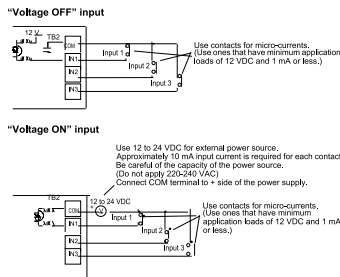 "Voltage OFF" input
12 V
TB2
COM
IN1
IN2
IN3
Input 1
Input 2
Input 3
Use contacts for micro-currents.
(Use ones that have minimum application
loads of 12 VDC and 1 mA or less.)
"Voltage ON" input
Use 12 to 24 VDC for external power source.
Approximately 10 mA input current is required for each contact
Be careful of the capacity of the power source.
(Do not apply 220-240 VAC)
Connect COM terminal to + side of the power supply.
TB2
12 to 24 VDC
+
V
COM
IN1
IN2
IN3
Input 1
Input 2
Input 3
Use contacts for micro-currents.
(Use ones that have minimum
application loads of 12 VDC and 1 mA
or less.)